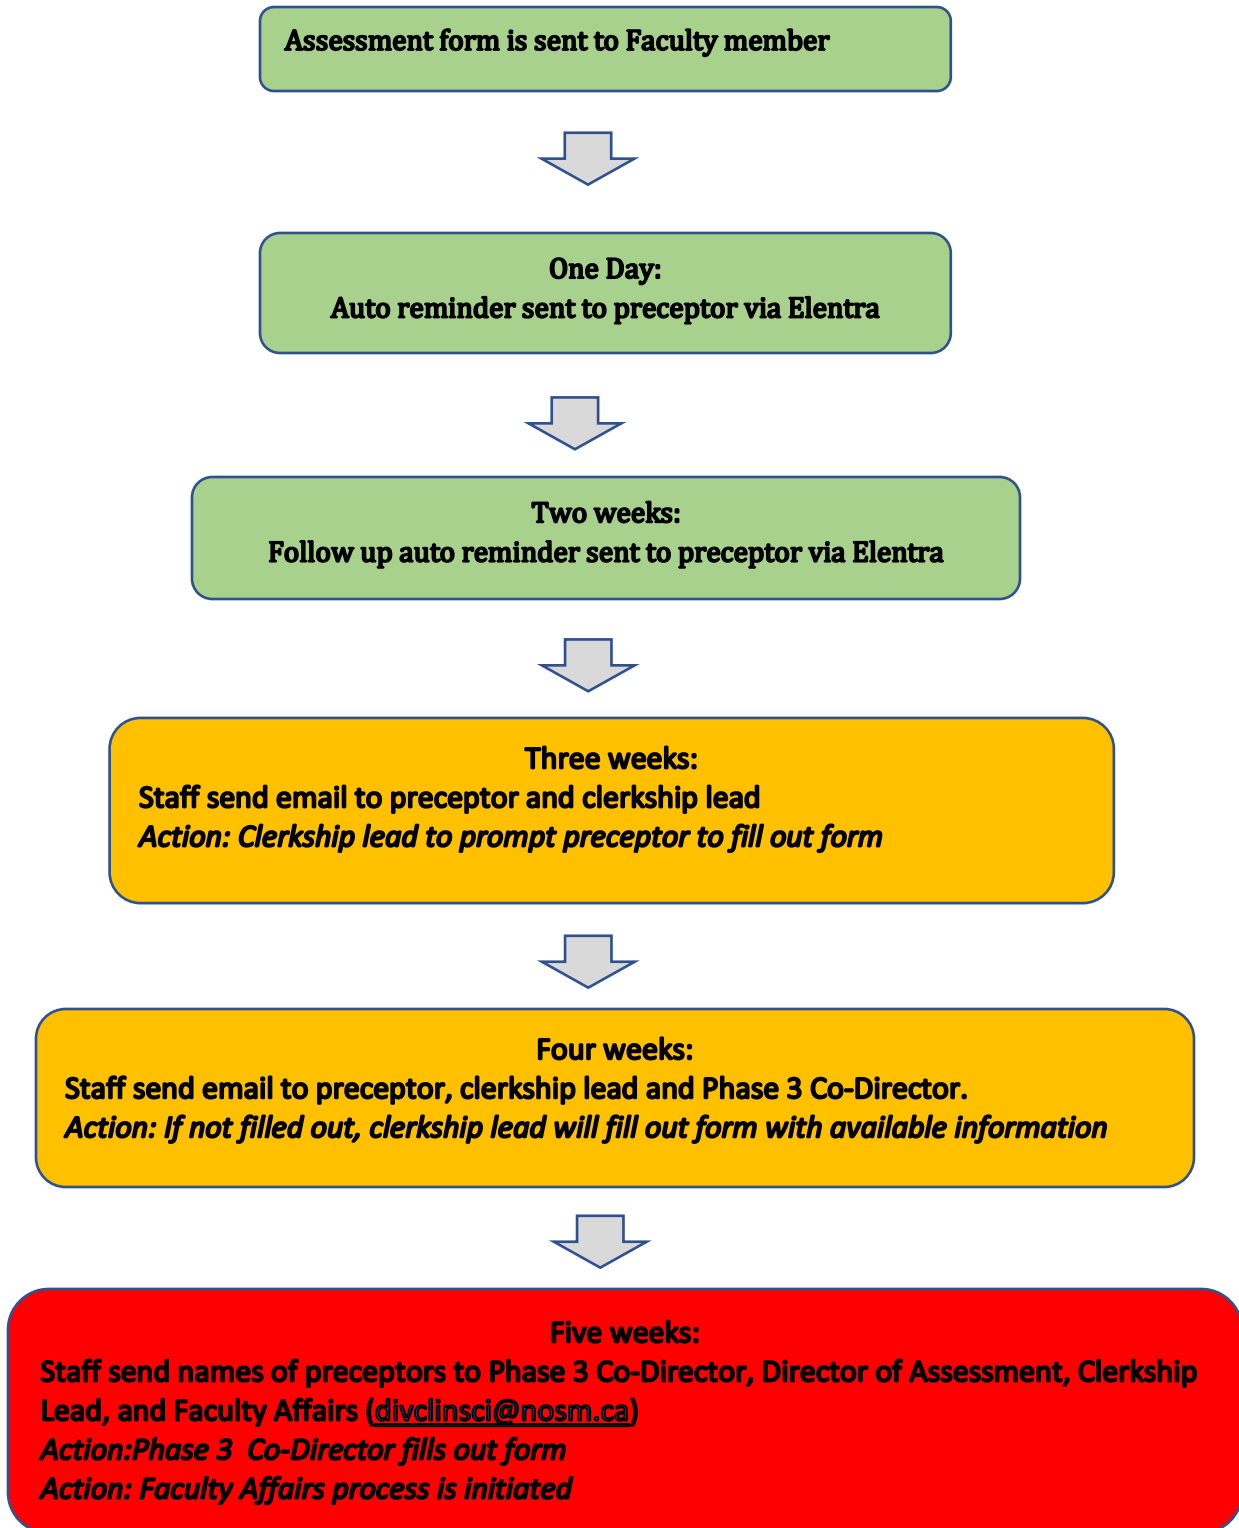 Assessment form is sent to Faculty member
One Day:
Auto reminder sent to preceptor via Elentra
Two weeks:
Follow up auto reminder sent to preceptor via Elentra
Three weeks:
Staff send email to preceptor and clerkship lead
Action: Clerkship lead to prompt preceptor to fill out form
Four weeks:
Staff send email to preceptor, clerkship lead and Phase 3 Co-Director.
Action: If not filled out, clerkship lead will fill out form with available information
Five weeks:
Staff send names of preceptors to Phase 3 Co-Director, Director of Assessment, Clerkship
Lead, and Faculty Affairs (divclinsci@nosm.ca)
Action:Phase 3  Co-Director fills out form
Action: Faculty Affairs process is initiated